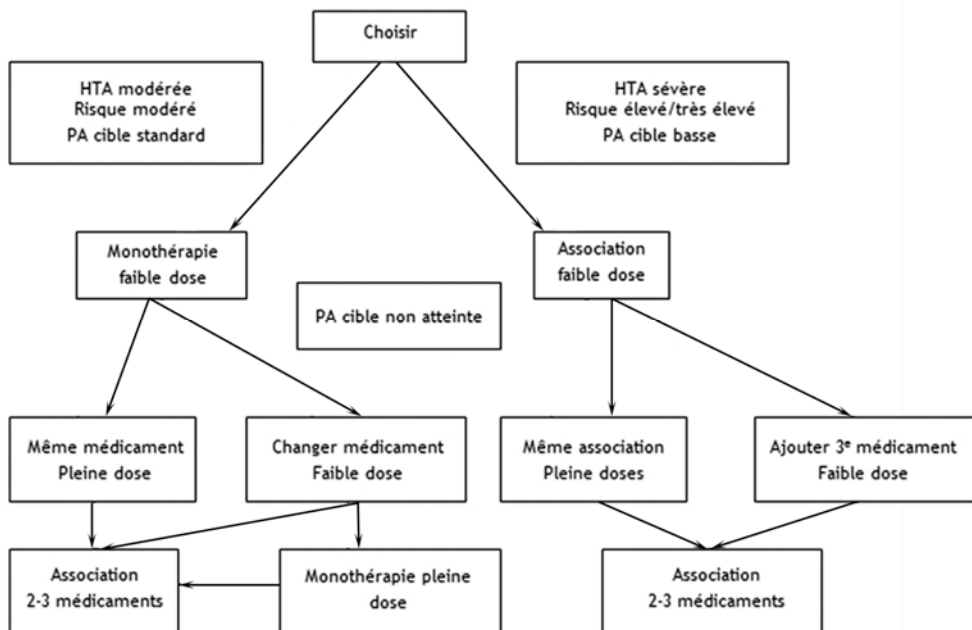 Choisir
HTA modérée
Risque modéré
PA cible standard
HTA sévère
Risque élevé/très élevé
PA cible basse
Monothérapie
faible dose
Association
faible dose
PA cible non atteinte
Même médicament
Pleine dose
Changer médicament
Faible dose
Même association
Pleine doses
Ajouter 3e médicament
Faible dose
Association
2-3 médicaments
Monothérapie pleine
dose
Association
2-3 médicaments